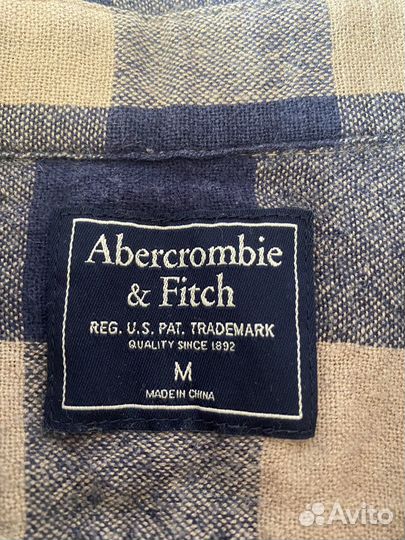 Abercrombie
& Fitch
REG. U.S. PAT. TRADEMARK
QUALITY SINCE 1892
M
MADE IN CHINA
Avito